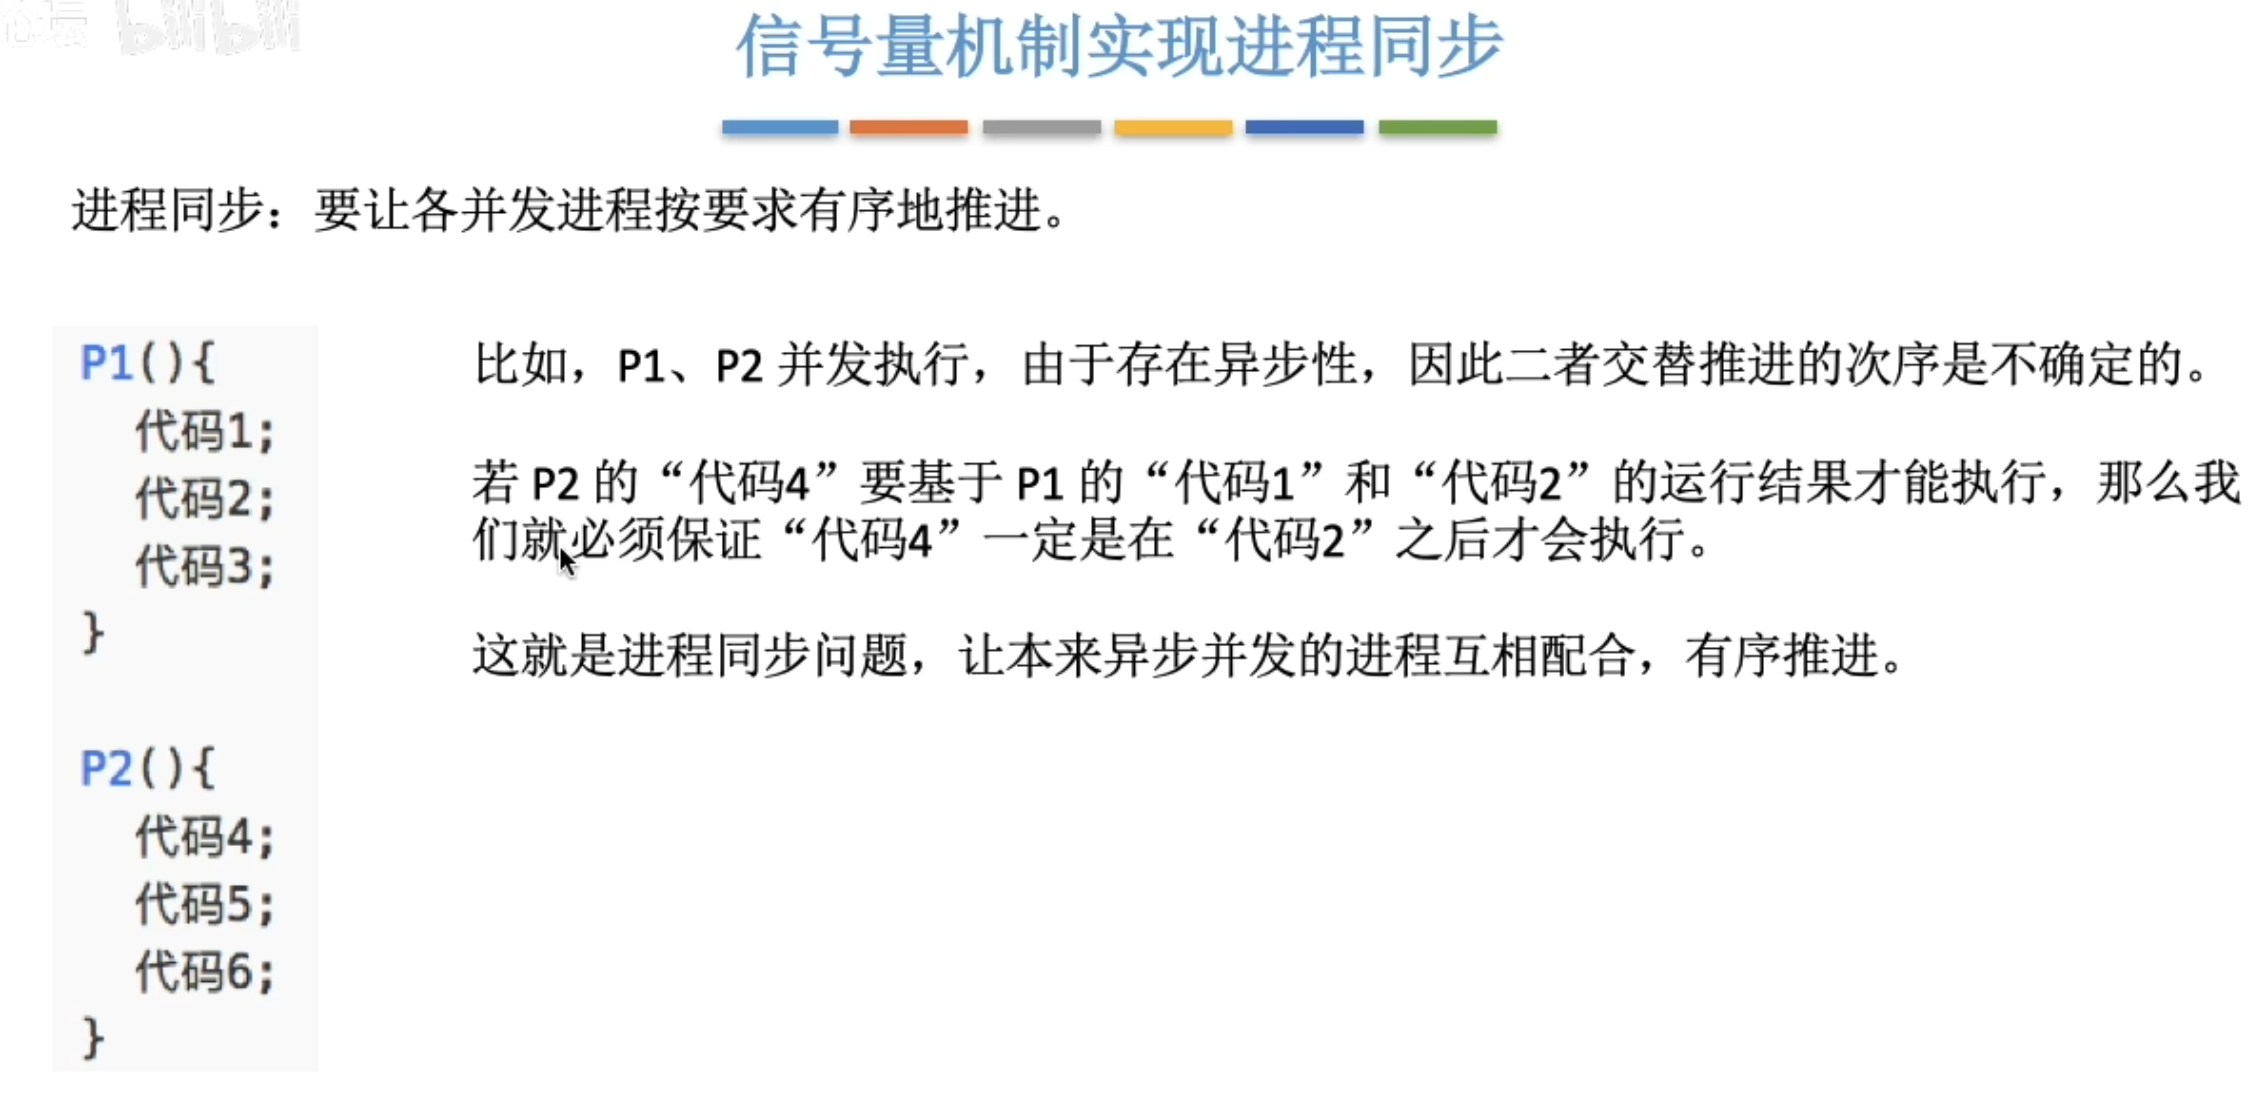 bilibili
信号量机制实现进程同步
进程同步：要让各并发进程按要求有序地推进。
P1(){
代码1;
代码2;
代码3;
}
P2(){
代码4;
代码5;
代码6;
}
比如，P1、P2 并发执行，由于存在异步性，因此二者交替推进的次序是不确定的。
若 P2 的“代码4”要基于 P1 的“代码1”和“代码2”的运行结果才能执行，那么我
们就必须保证“代码4”一定是在“代码2”之后才会执行。
这就是进程同步问题，让本来异步并发的进程互相配合，有序推进。